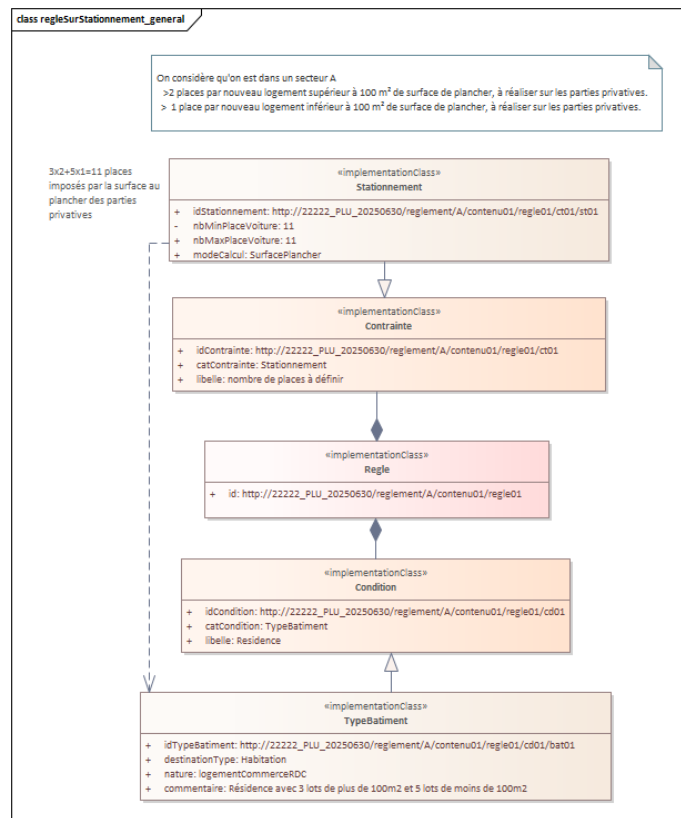 class regleSurStationnement_general
On considère qu'on est dans un secteur A
>2 places par nouveau logement supérieur à 100 m² de surface de plancher, à réaliser sur les parties privatives.
> 1 place par nouveau logement inférieur à 100 m² de surface de plancher, à réaliser sur les parties privatives.
3x2+5x1=11 places
imposés par la surface au
plancher des parties
privatives
«implementationClass»
Stationnement
+ idStationnement: http://22222_PLU_20250630/reglement/A/contenu01/regle01/ct01/st01
- nbMinPlaceVoiture: 11
+ nbMaxPlaceVoiture: 11
+ modeCalcul: SurfacePlancher
«implementationClass»
Contrainte
+ idContrainte: http://22222_PLU_20250630/reglement/A/contenu01/regle01/ct01
+ catContrainte: Stationnement
+ libelle: nombre de places à définir
«implementationClass»
Regle
+ id: http://22222_PLU_20250630/reglement/A/contenu01/regle01
«implementationClass»
Condition
+ idCondition: http://22222_PLU_20250630/reglement/A/contenu01/regle01/cd01
+ catCondition: TypeBatiment
+ libelle: Residence
«implementationClass»
TypeBatiment
+ idTypeBatiment: http://22222_PLU_20250630/reglement/A/contenu01/regle01/cd01/bat01
+ destinationType: Habitation
+ nature: logementCommerceRDC
+ commentaire: Résidence avec 3 lots de plus de 100m2 et 5 lots de moins de 100m2